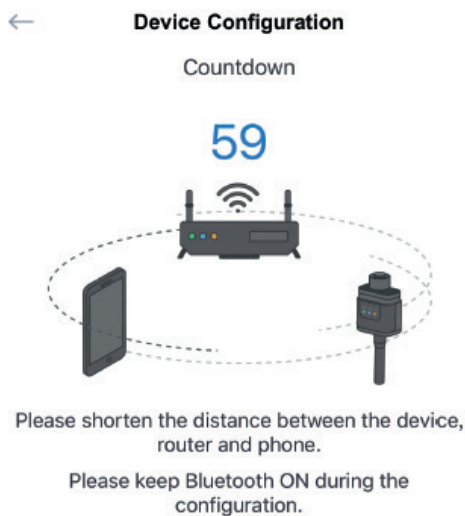 Device Configuration
Countdown
59
Please shorten the distance between the device,
router and phone.
Please keep Bluetooth ON during the
configuration.